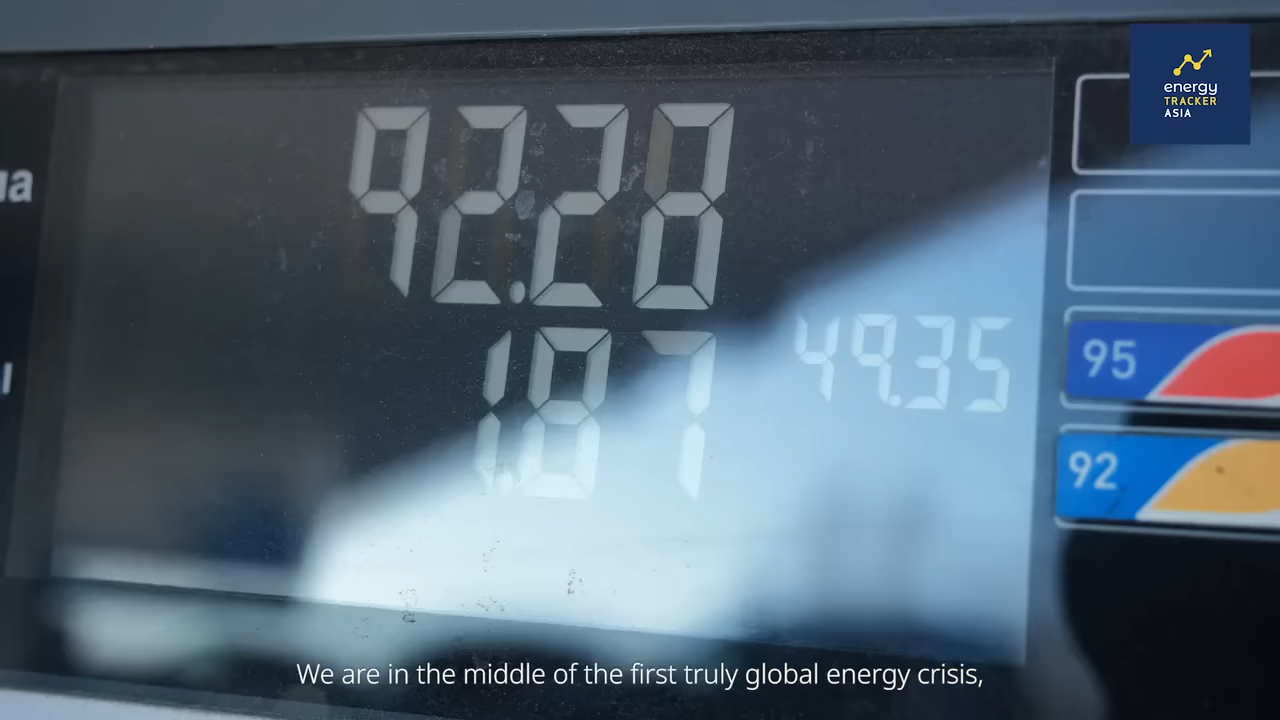 energy
TRACKER
ASIA
92.28
1.87
49.35
95
92
We are in the middle of the first truly global energy crisis,